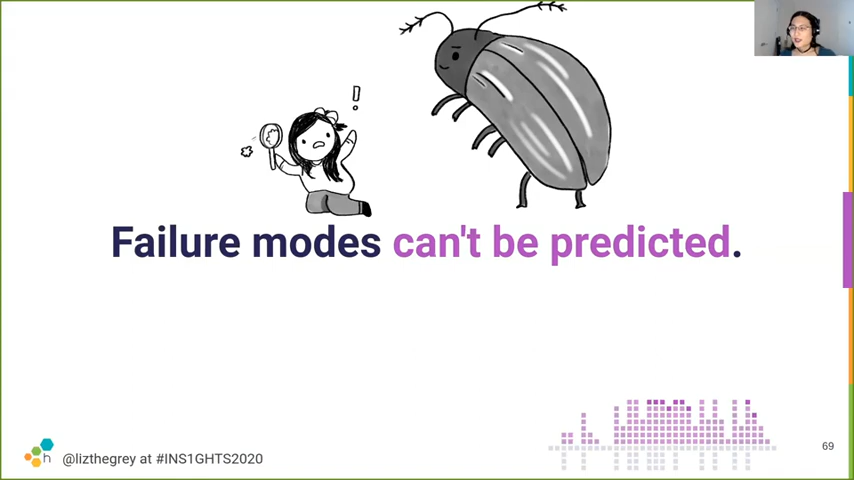 !
Failure modes can't be predicted.
h
@lizthegrey at #INS1GHTS2020
69